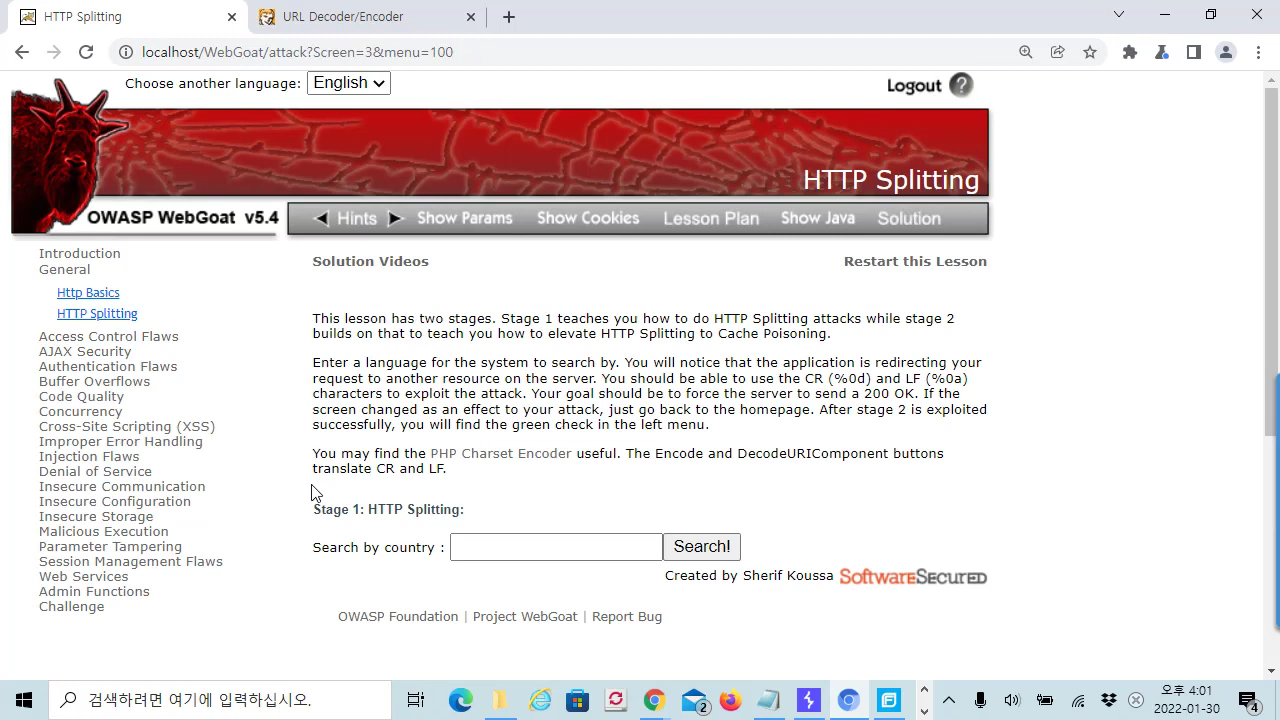 HTTP Splitting
URL Decoder/Encoder
localhost/WebGoat/attack?Screen=3&menu=100
Choose another language: English
Logout ?
HTTP Splitting
OWASP WebGoat v5.4
Hints Show Params Show Cookies Lesson Plan Show Java Solution
Introduction
General
Http Basics
HTTP Splitting
Access Control Flaws
AJAX Security
Authentication Flaws
Buffer Overflows
Code Quality
Concurrency
Cross-Site Scripting (XSS)
Improper Error Handling
Injection Flaws
Denial of Service
Insecure Communication
Insecure Configuration
Insecure Storage
Malicious Execution
Parameter Tampering
Session Management Flaws
Web Services
Admin Functions
Challenge
Solution Videos
Restart this Lesson
This lesson has two stages. Stage 1 teaches you how to do HTTP Splitting attacks while stage 2
builds on that to teach you how to elevate HTTP Splitting to Cache Poisoning.
Enter a language for the system to search by. You will notice that the application is redirecting your
request to another resource on the server. You should be able to use the CR (%0d) and LF (%0a)
characters to exploit the attack. Your goal should be to force the server to send a 200 OK. If the
screen changed as an effect to your attack, just go back to the homepage. After stage 2 is exploited
successfully, you will find the green check in the left menu.
You may find the PHP Charset Encoder useful. The Encode and DecodeURIComponent buttons
translate CR and LF.
Stage 1: HTTP Splitting:
Search by country : Search!
Created by Sherif Koussa SOFTWARE SECURED
OWASP Foundation | Project WebGoat | Report Bug
검색하려면 여기에 입력하십시오.
2
오후 4:01
2022-01-30
4